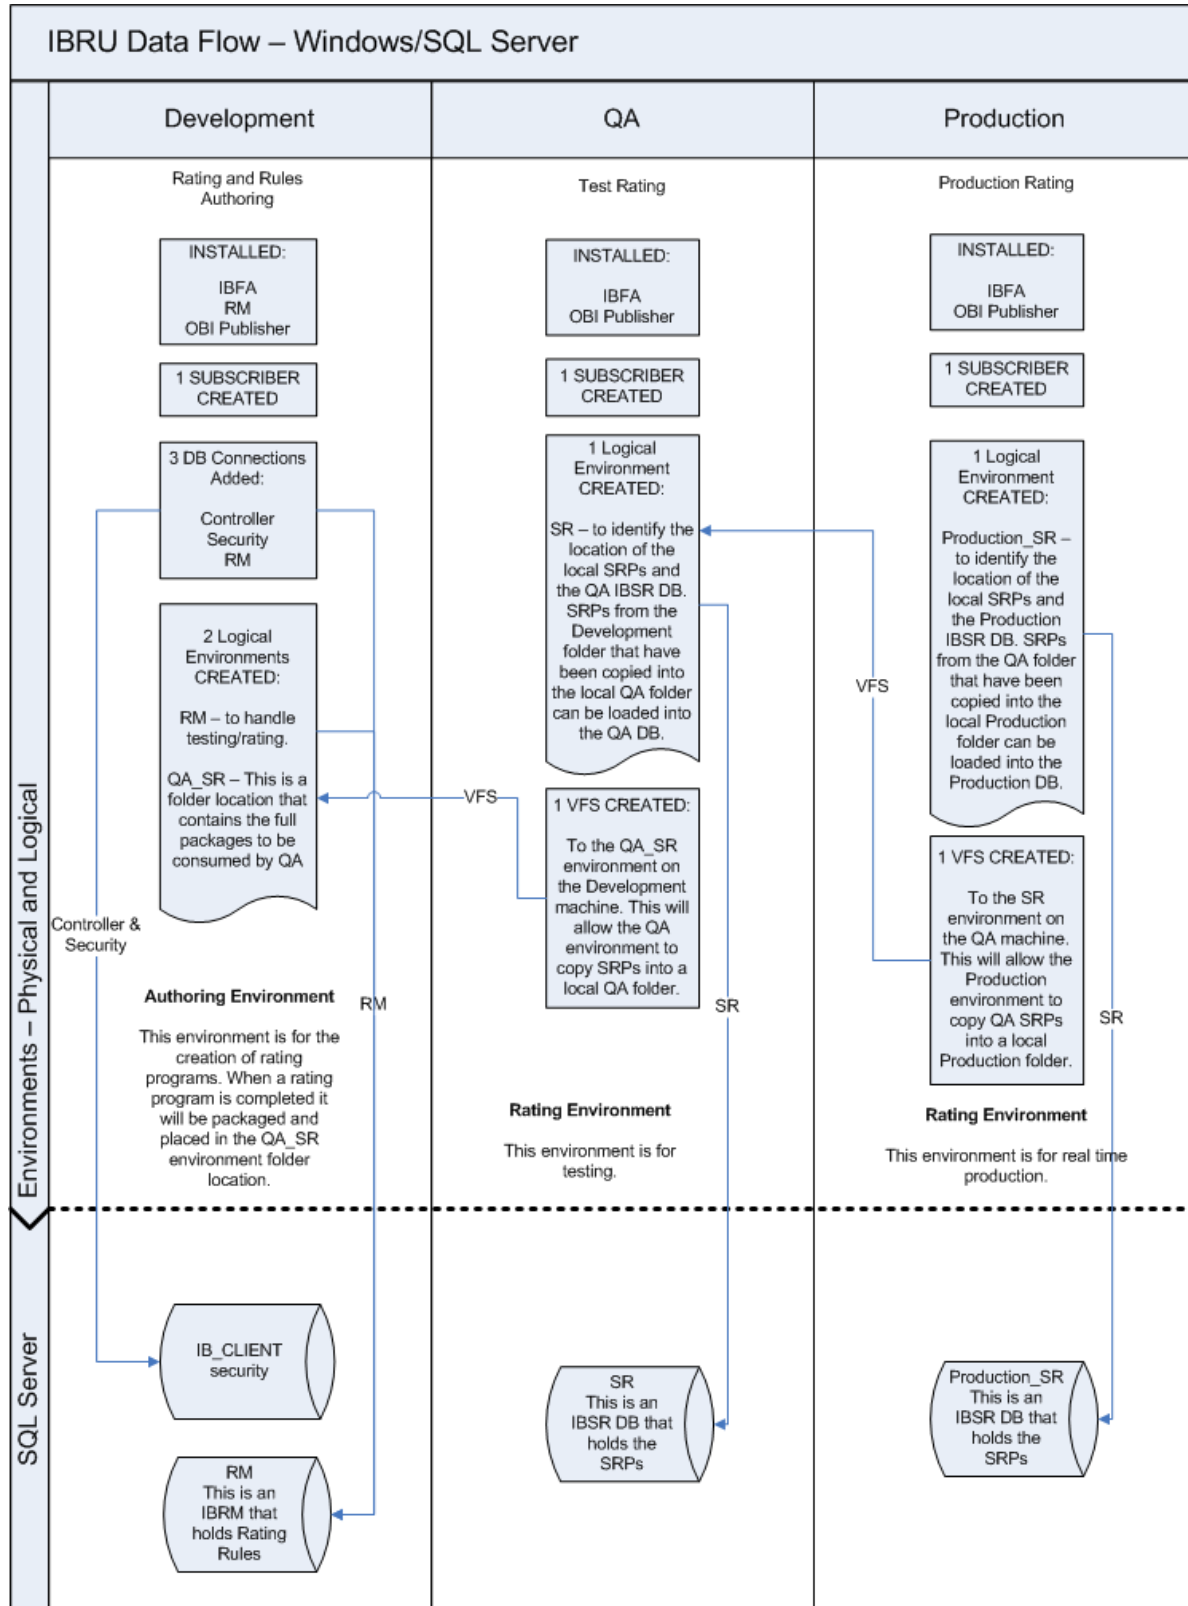 IBRU Data Flow – Windows/SQL Server
Development
QA
Production
Environments – Physical and Logical
SQL Server
Rating and Rules
Authoring
INSTALLED:
IBFA
RM
OBI Publisher
1 SUBSCRIBER
CREATED
3 DB Connections
Added:
Controller
Security
RM
2 Logical
Environments
CREATED:
RM – to handle
testing/rating.
QA_SR – This is a
folder location that
contains the full
packages to be
consumed by QA
Controller &
Security
RM
Authoring Environment
This environment is for the
creation of rating
programs. When a rating
program is completed it
will be packaged and
placed in the QA_SR
environment folder
location.
IB_CLIENT
security
RM
This is an
IBRM that
holds Rating
Rules
Test Rating
INSTALLED:
IBFA
OBI Publisher
1 SUBSCRIBER
CREATED
1 Logical
Environment
CREATED:
SR – to identify the
location of the
local SRPs and
the QA IBSR DB.
SRPs from the
Development
folder that have
been copied into
the local QA folder
can be loaded into
the QA DB.
VFS
1 VFS CREATED:
To the QA_SR
environment on
the Development
machine. This will
allow the QA
environment to
copy SRPs into a
local QA folder.
SR
Rating Environment
This environment is for
testing.
SR
This is an
IBSR DB that
holds the
SRPs
Production Rating
INSTALLED:
IBFA
OBI Publisher
1 SUBSCRIBER
CREATED
1 Logical
Environment
CREATED:
Production_SR –
to identify the
location of the
local SRPs and
the Production
IBSR DB. SRPs
from the QA folder
that have been
copied into the
local Production
folder can be
loaded into the
Production DB.
VFS
1 VFS CREATED:
To the SR
environment on
the QA machine.
This will allow the
Production
environment to
copy QA SRPs
into a local
Production folder.
SR
Rating Environment
This environment is for real time
production.
Production_SR
This is an
IBSR DB that
holds the
SRPs